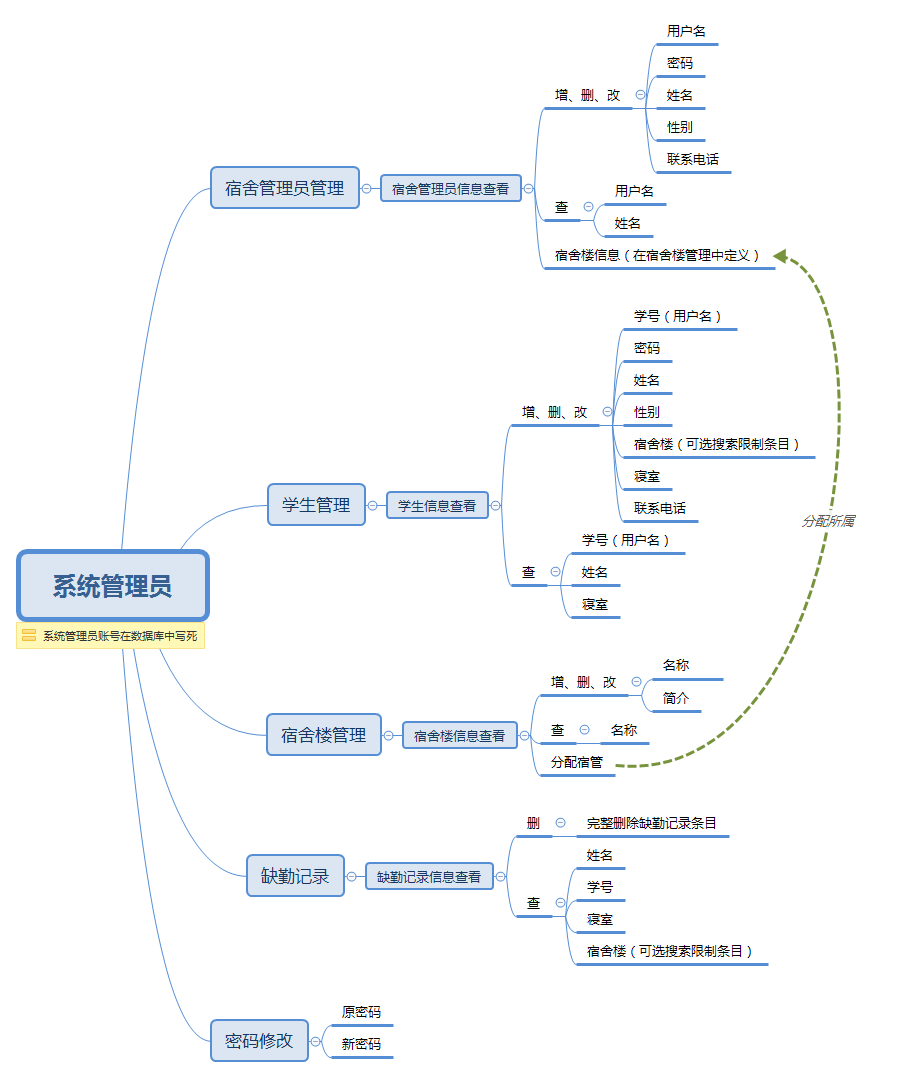 用户名
密码
增、删、改
姓名
性别
联系电话
宿舍管理员管理
宿舍管理员信息查看
查
用户名
姓名
宿舍楼信息（在宿舍楼管理中定义）
学号（用户名）
密码
姓名
增、删、改
性别
宿舍楼（可选搜索限制条目）
寝室
联系电话
学生管理
学生信息查看
分配所属
学号（用户名）
查
姓名
寝室
系统管理员
系统管理员账号在数据库中写死
名称
增、删、改
简介
宿舍楼管理
宿舍楼信息查看
查
名称
分配宿管
删
完整删除缺勤记录条目
缺勤记录
缺勤记录信息查看
姓名
学号
查
寝室
宿舍楼（可选搜索限制条目）
密码修改
原密码
新密码